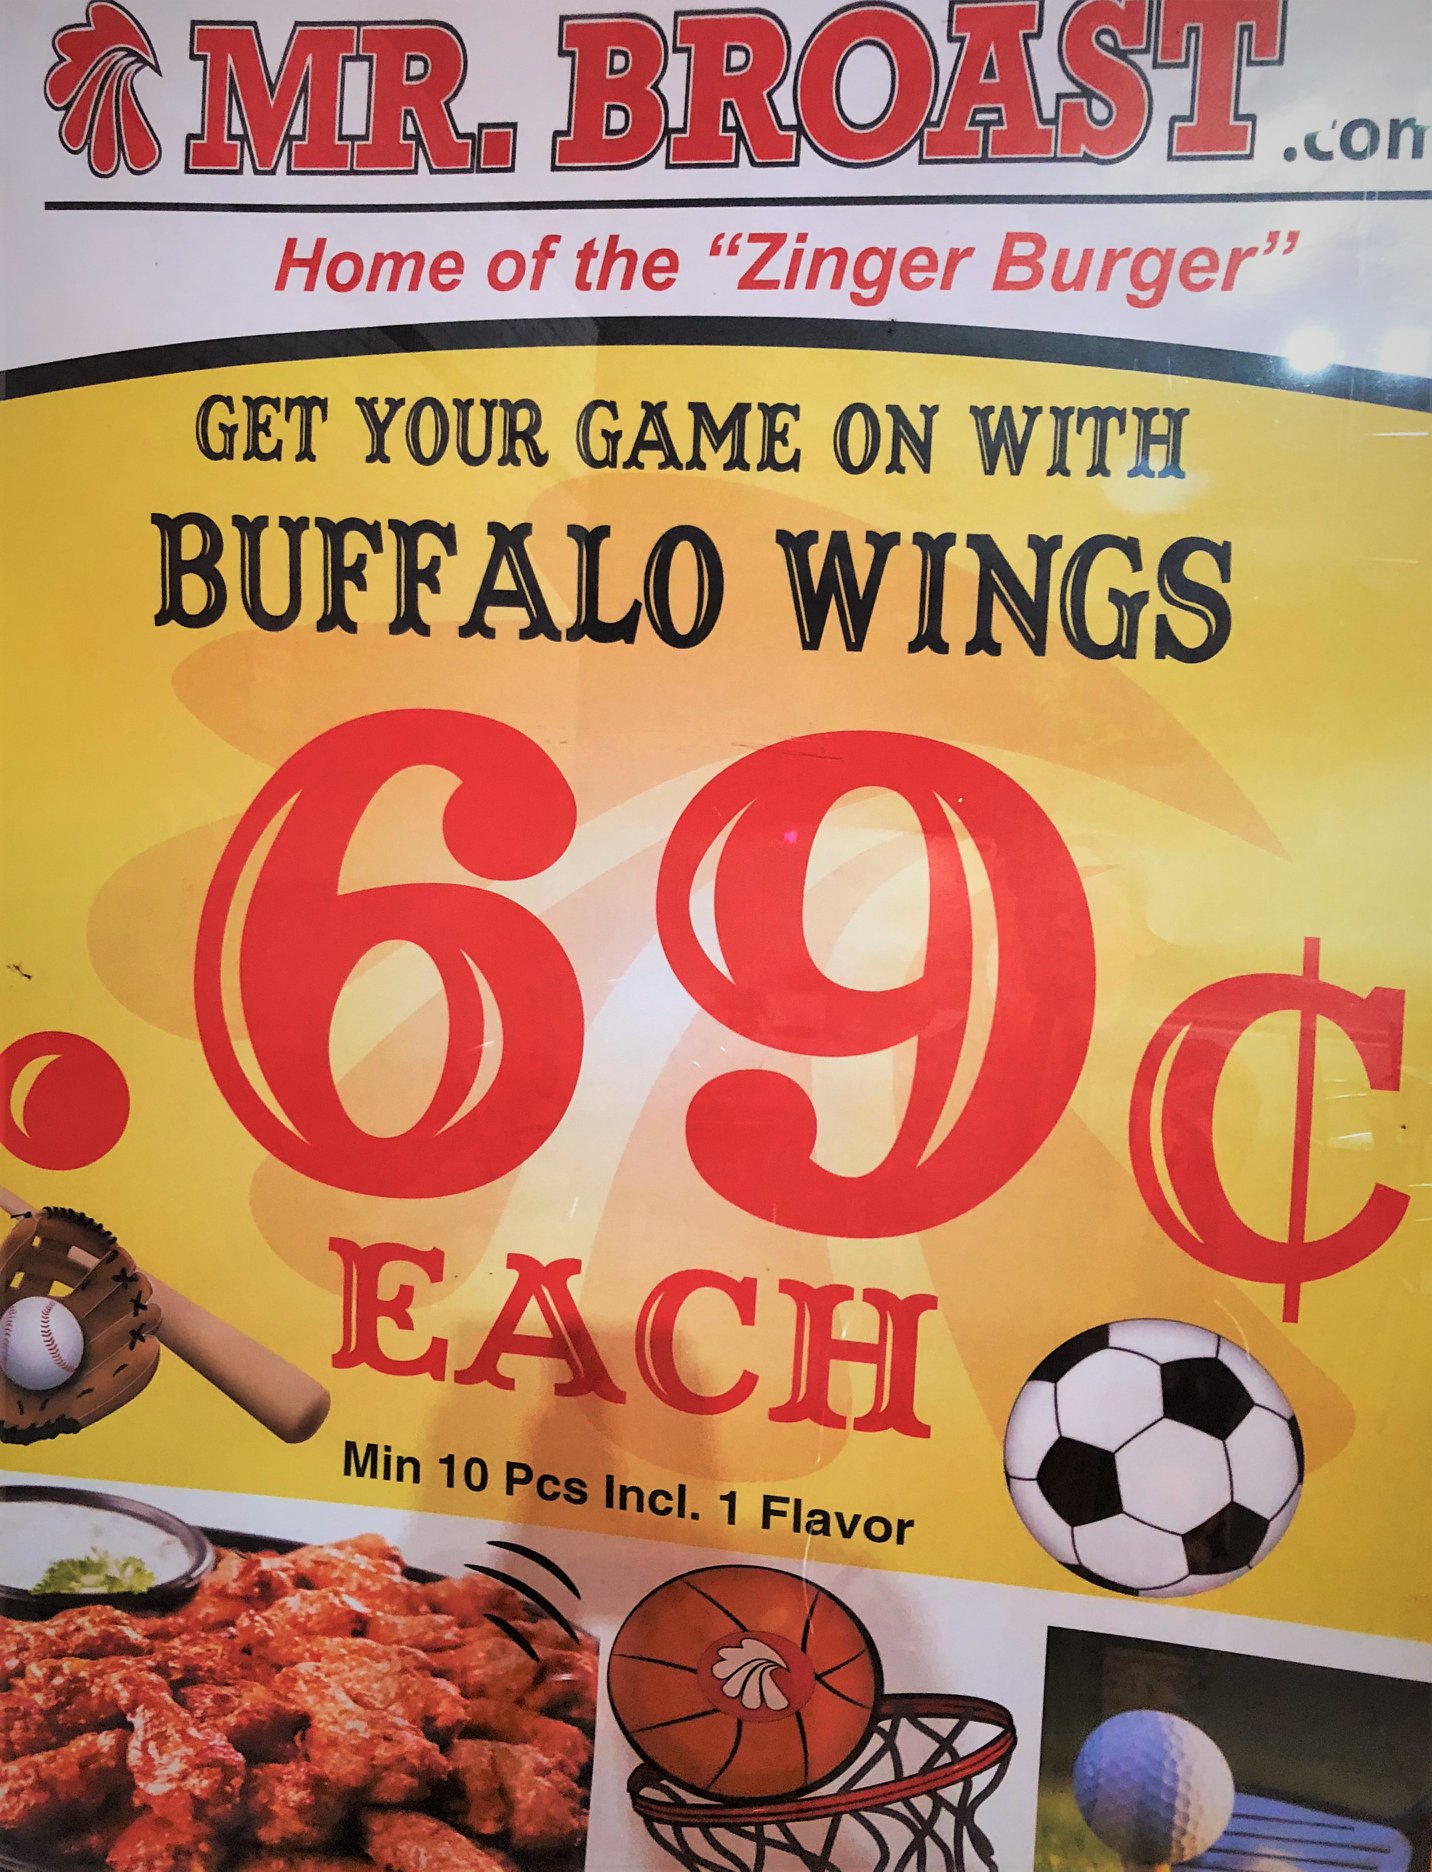 MR. BROAST.com
Home of the “Zinger Burger”
GET YOUR GAME ON WITH
BUFFALO WINGS
.69¢
EACH
Min 10 Pcs Incl. 1 Flavor